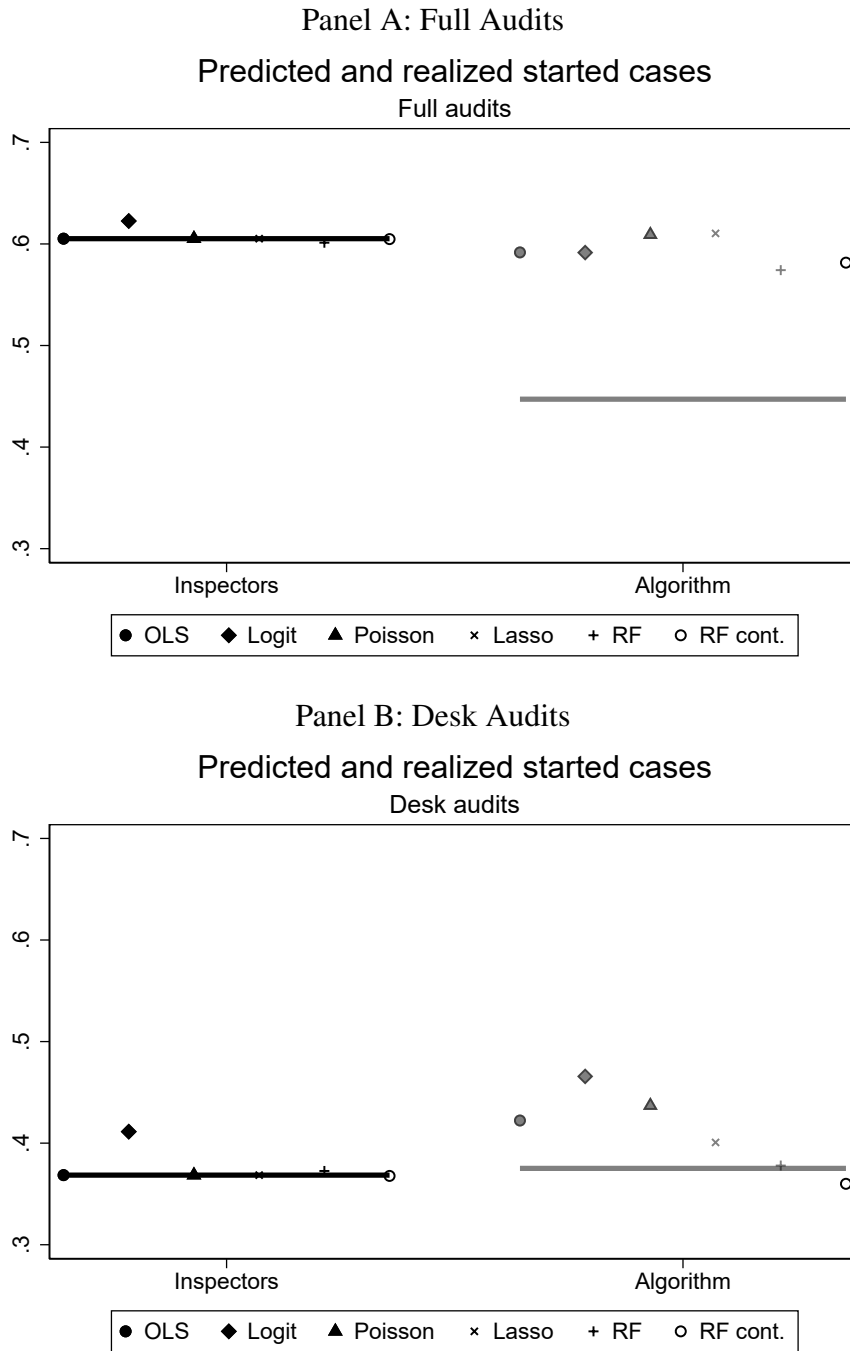 Panel A: Full Audits
Predicted and realized started cases
Full audits
.7
.6
.5
.4
.3
Inspectors Algorithm
OLS Logit Poisson Lasso RF RF cont.
Panel B: Desk Audits
Predicted and realized started cases
Desk audits
.7
.6
.5
.4
.3
Inspectors Algorithm
OLS Logit Poisson Lasso RF RF cont.